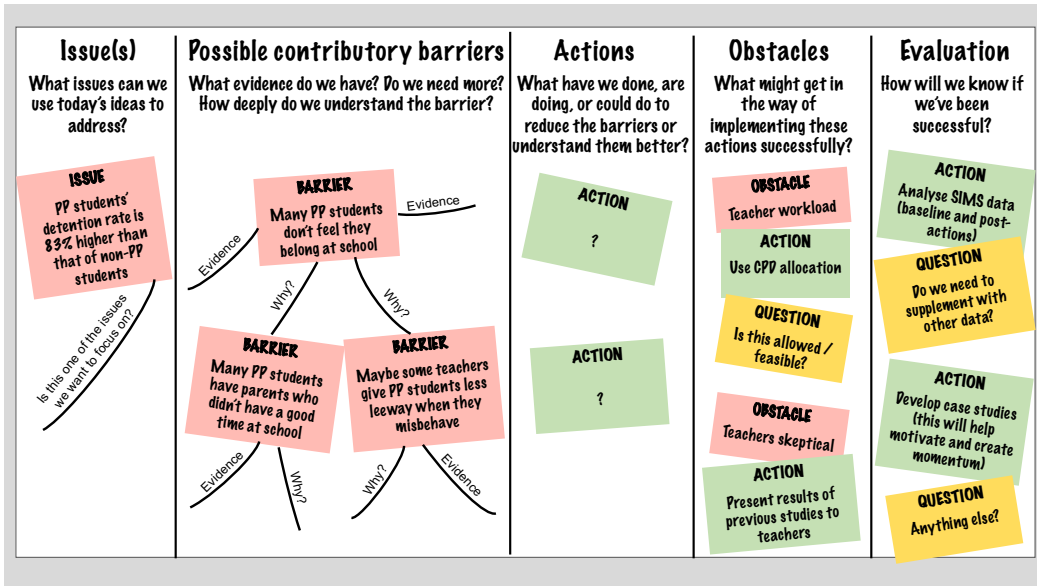 Issue(s)
What issues can we
use today's ideas to
address?
ISSUE
PP students'
detention rate is
83% higher than
that of non-PP
students
Is this one of the issues
we want to focus on?
Possible contributory barriers
What evidence do we have? Do we need more?
How deeply do we understand the barrier?
BARRIER
Many PP students
don't feel they
belong at school
Evidence
Evidence
Why?
Why?
BARRIER
Many PP students
have parents who
didn't have a good
time at school
Evidence
Why?
BARRIER
Maybe some teachers
give PP students less
leeway when they
misbehave
Why?
Evidence
Actions
What have we done, are
doing, or could do to
reduce the barriers or
understand them better?
ACTION
?
ACTION
?
Obstacles
What might get in
the way of
implementing these
actions successfully?
OBSTACLE
Teacher workload
ACTION
Use CPD allocation
QUESTION
Is this allowed /
feasible?
OBSTACLE
Teachers skeptical
ACTION
Present results of
previous studies to
teachers
Evaluation
How will we know if
we've been
successful?
ACTION
Analyse SIMS data
(baseline and post-
actions)
QUESTION
Do we need to
supplement with
other data?
ACTION
Develop case studies
(this will help
motivate and create
momentum)
QUESTION
Anything else?